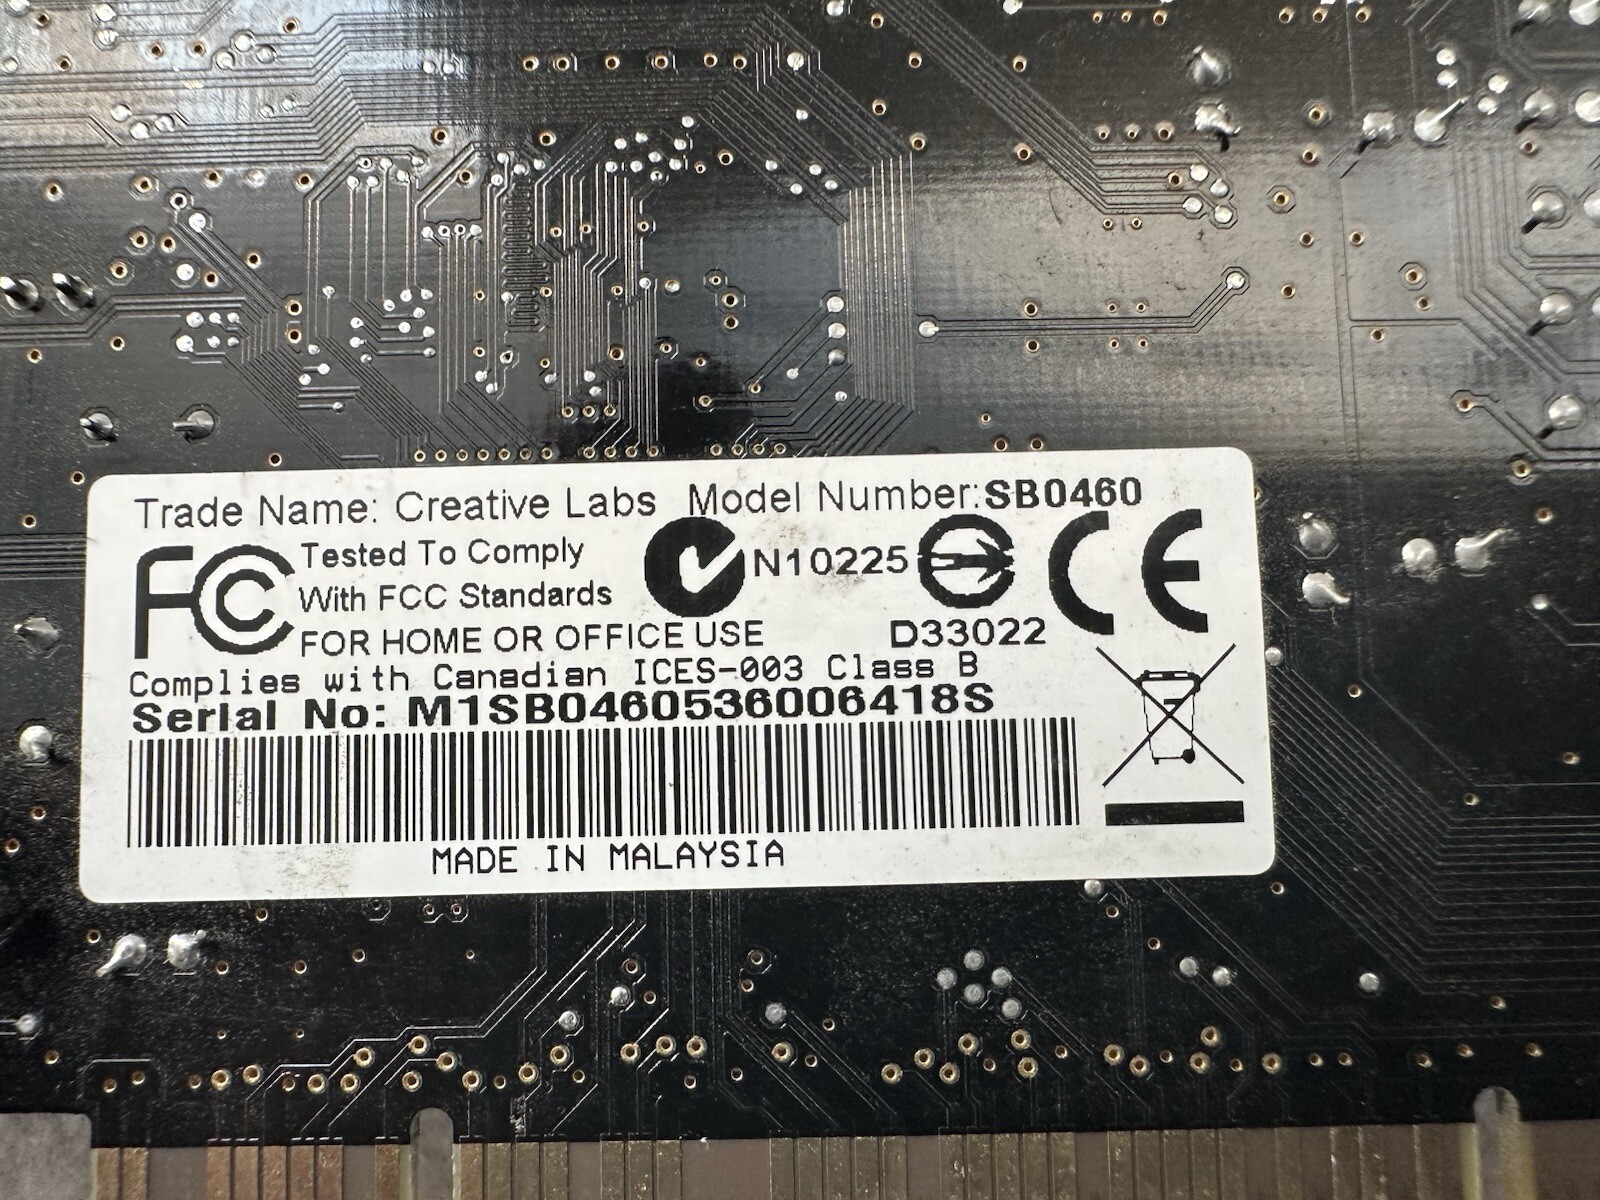 Trade Name: Creative Labs Model Number:SB0460
FC Tested To Comply
With FCC Standards
FOR HOME OR OFFICE USE
N10225
CE
D33022
Complies with Canadian ICES-003 Class B
Serial No: M1SB0460536006418S
MADE IN MALAYSIA